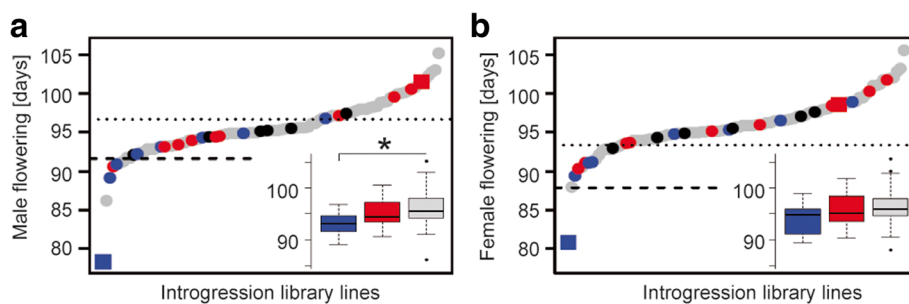 a
Male flowering [days]
105
100
95
90
85
80
*
100
90
Introgression library lines
b
Female flowering [days]
105
100
95
90
85
80
100
90
Introgression library lines